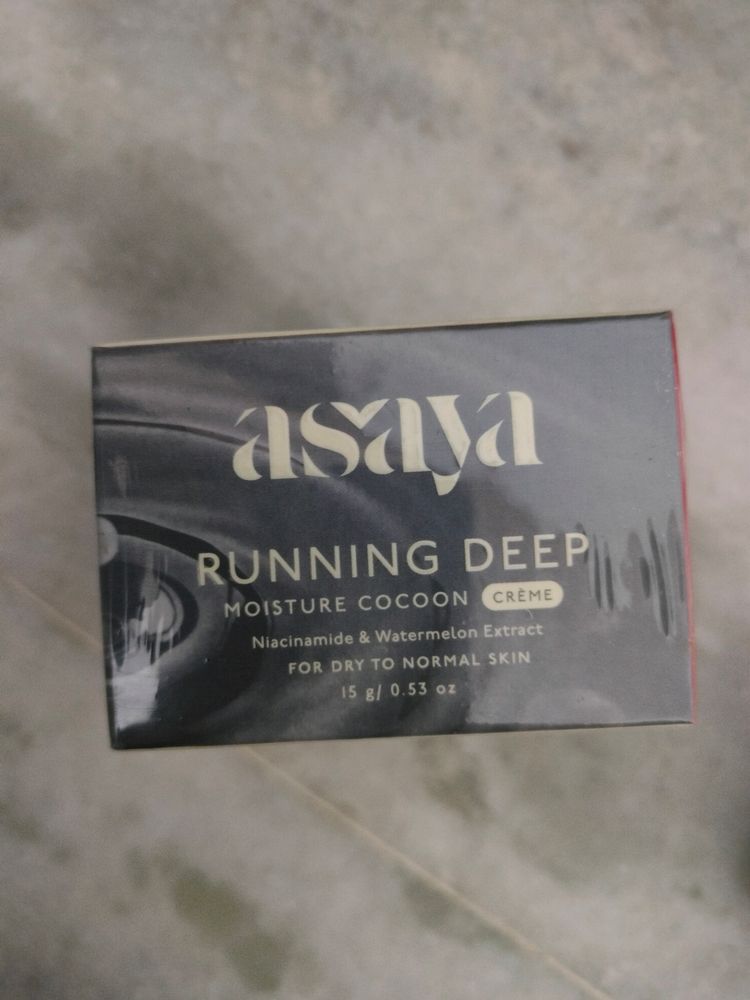 asaya
RUNNING DEEP
MOISTURE COCOON CRÈME
Niacinamide & Watermelon Extract
FOR DRY TO NORMAL SKIN
15 g/ 0.53 oz